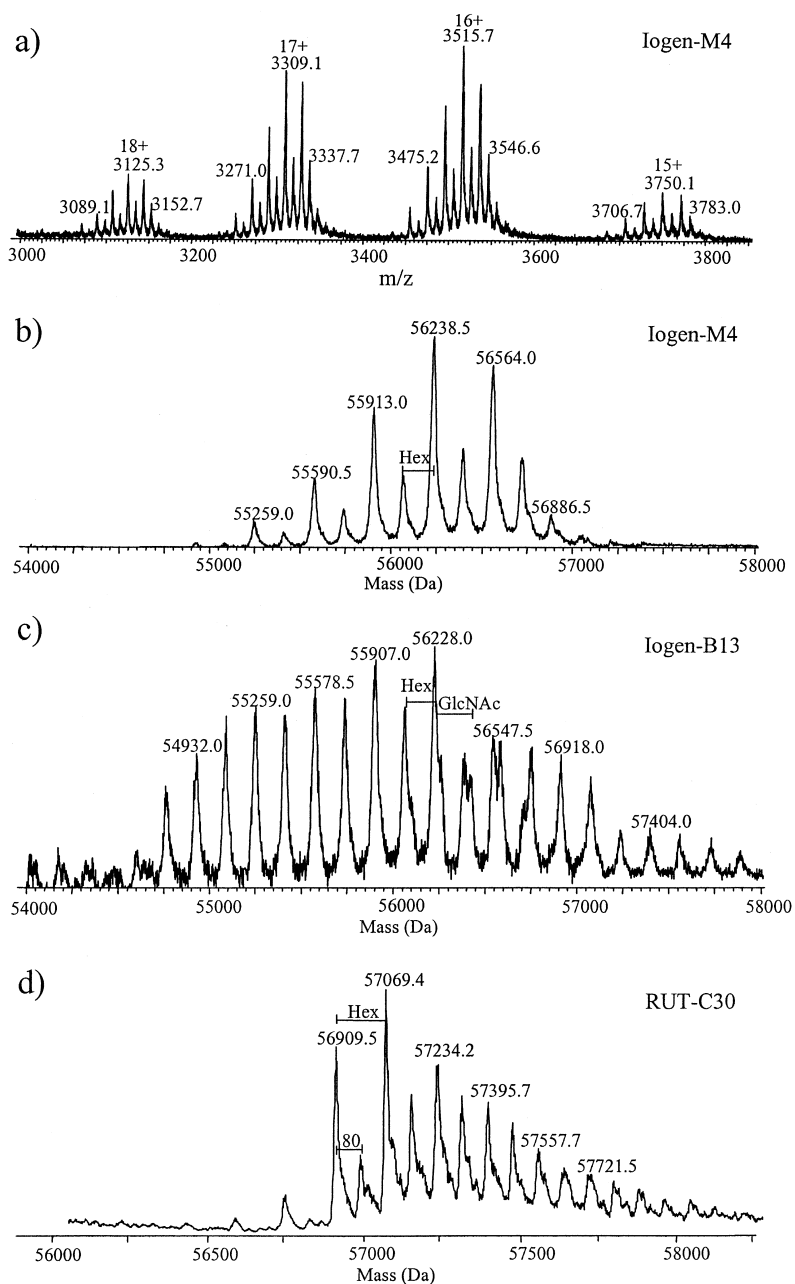 a)
Iogen-M4
18+
3125.3
3089.1
3152.7
17+
3309.1
3271.0
3337.7
16+
3515.7
3475.2
3546.6
15+
3750.1
3706.7
3783.0
3000 3200 3400 3600 3800
m/z
b)
Iogen-M4
56238.5
56564.0
55913.0
Hex
55590.5
55259.0
56886.5
54000 55000 56000 57000 58000
Mass (Da)
c)
Iogen-B13
56228.0
55907.0
55578.5
Hex
GlcNAc
55259.0
56547.5
54932.0
56918.0
57404.0
54000 55000 56000 57000 58000
Mass (Da)
d)
RUT-C30
57069.4
Hex
56909.5
57234.2
57395.7
80
57557.7
57721.5
56000 56500 57000 57500 58000
Mass (Da)